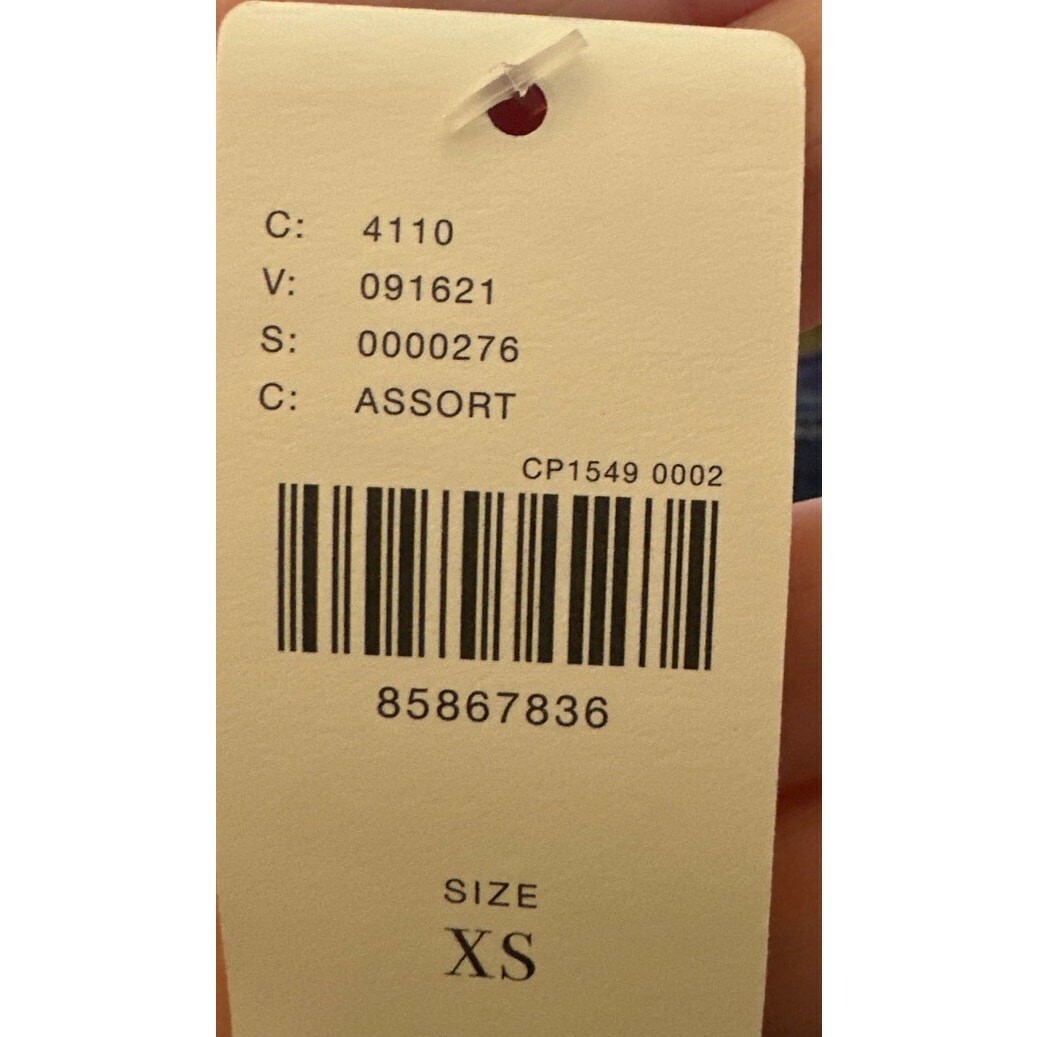 C: 4110
V: 091621
S: 0000276
C: ASSORT
CP1549 0002
85867836
SIZE
XS